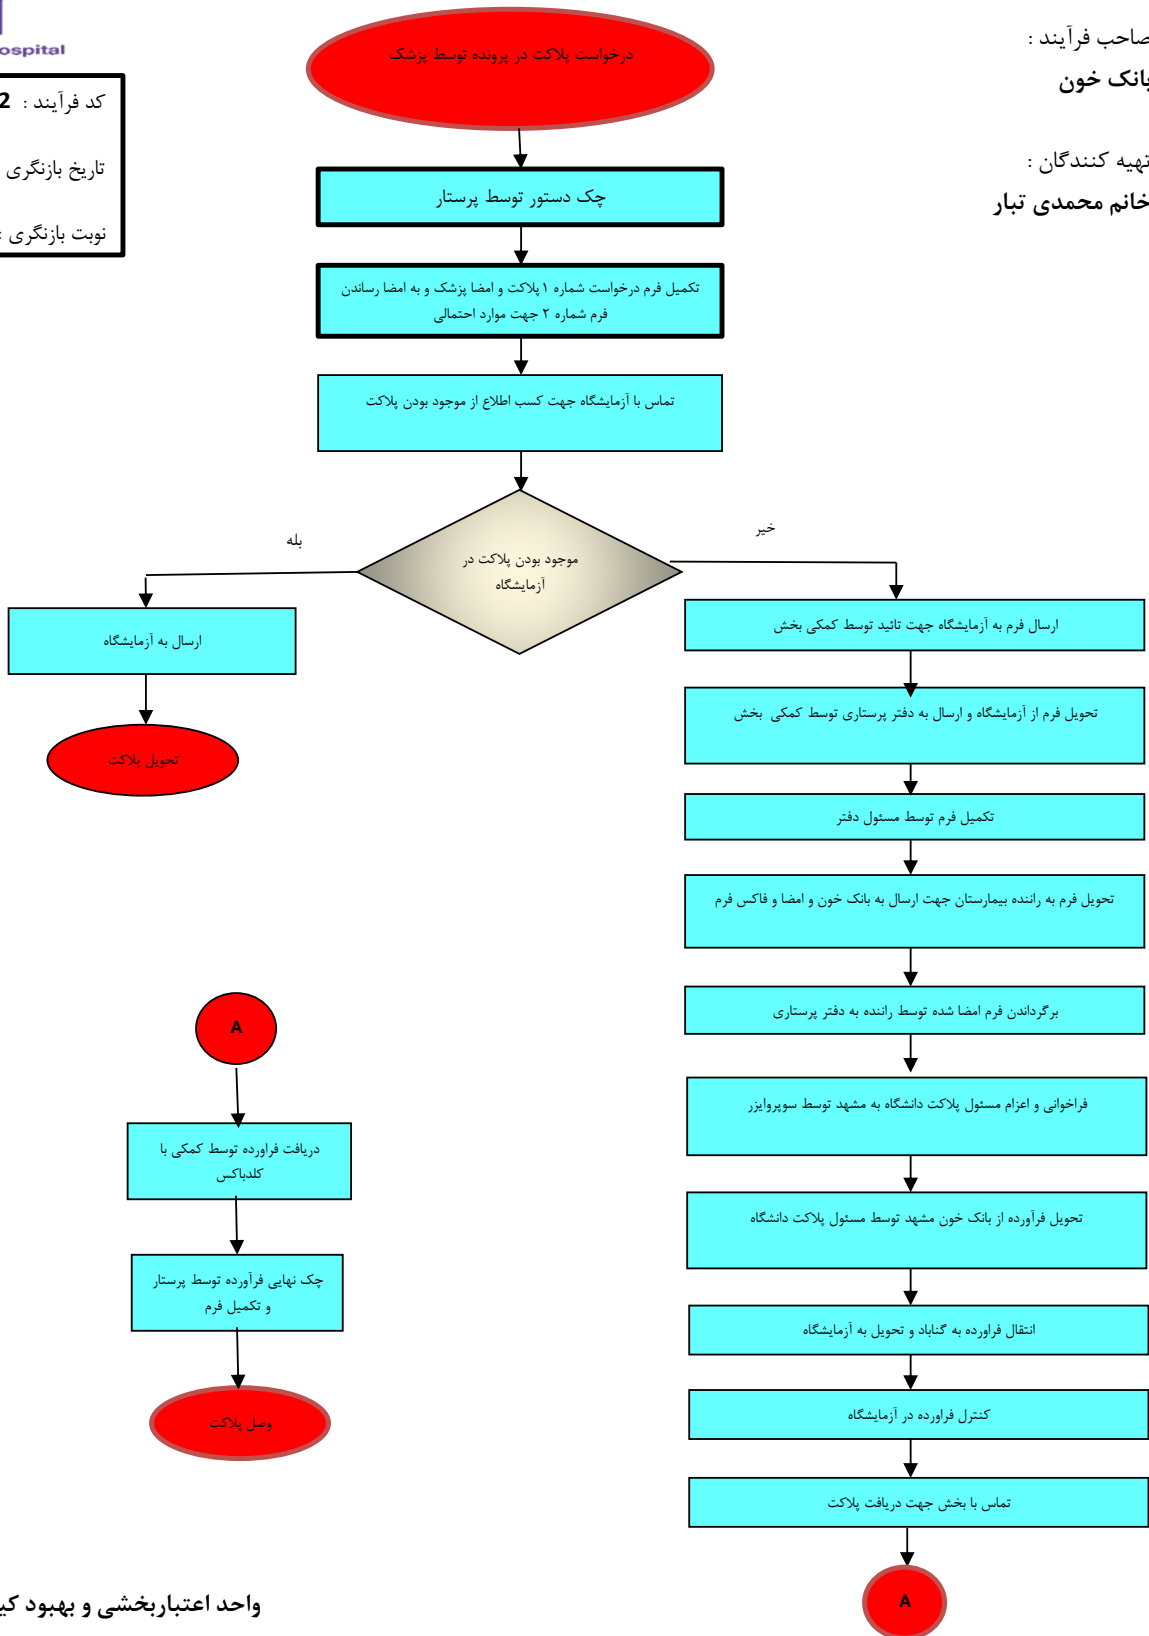 ospital
صاحب فرآیند :
بانک خون
تهیه کنندگان :
خانم محمدی تبار
کد فرآیند : 2
تاریخ بازنگری
نوبت بازنگری :
درخواست پلاکت در پرونده توسط پزشک
چک دستور توسط پرستار
تکمیل فرم درخواست شماره ۱پلاکت و امضا پزشک و به امضا رساندن
فرم شماره ۲ جهت موارد احتمالی
تماس با آزمایشگاه جهت کسب اطلاع از موجود بودن پلاکت
موجود بودن پلاکت در
آزمایشگاه
خیر
بله
ارسال فرم به آزمایشگاه جهت تائید توسط کمکی بخش
تحویل فرم از آزمایشگاه و ارسال به دفتر پرستاری توسط کمکی بخش
تکمیل فرم توسط مسئول دفتر
تحویل فرم به راننده بیمارستان جهت ارسال به بانک خون و امضا و فاکس فرم
برگرداندن فرم امضا شده توسط راننده به دفتر پرستاری
فراخوانی و اعزام مسئول پلاکت دانشگاه به مشهد توسط سوپروایزر
تحویل فرآورده از بانک خون مشهد توسط مسئول پلاکت دانشگاه
انتقال فراورده به گناباد و تحویل به آزمایشگاه
کنترل فراورده در آزمایشگاه
تماس با بخش جهت دریافت پلاکت
A
ارسال به آزمایشگاه
تحویل پلاکت
A
دریافت فراورده توسط کمکی با
کلدباکس
چک نهایی فرآورده توسط پرستار
و تکمیل فرم
وصل پلاکت
واحد اعتباربخشی و بهبود